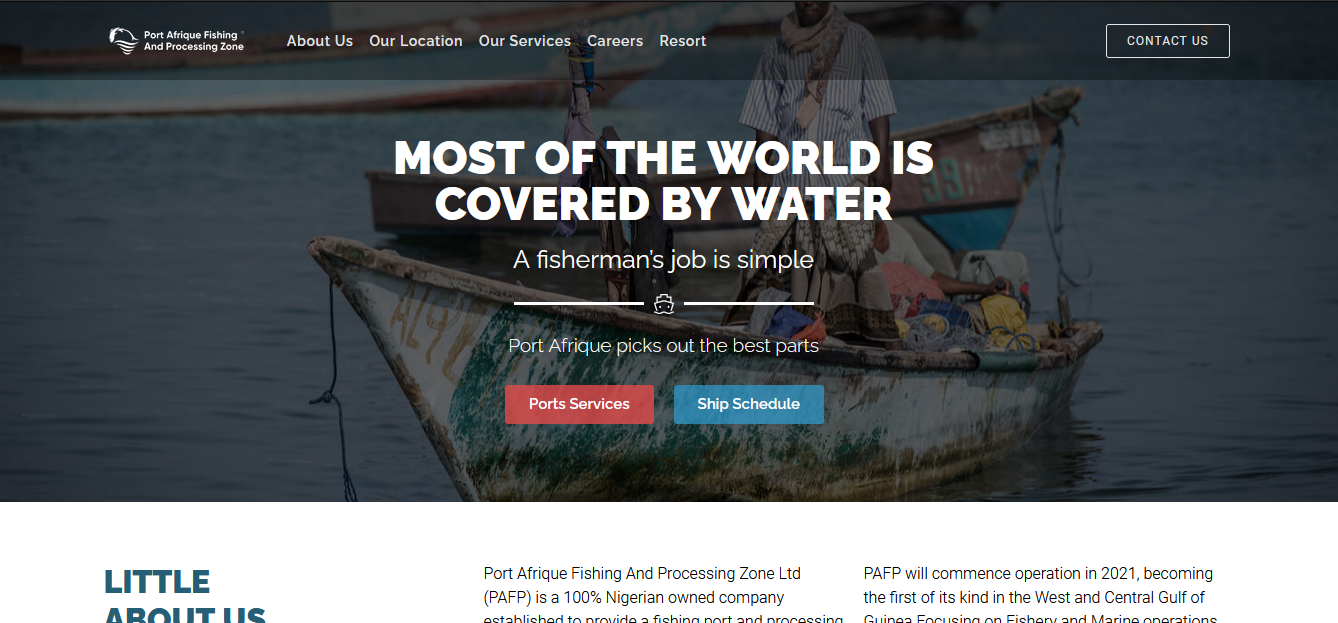 Port Afrique Fishing
And Processing Zone
About Us
Our Location
Our Services
Careers
Resort
CONTACT US
MOST OF THE WORLD IS
COVERED BY WATER
A fisherman's job is simple
Port Afrique picks out the best parts
Ports Services
Ship Schedule
LITTLE
ABOUT US
Port Afrique Fishing And Processing Zone Ltd
(PAFP) is a 100% Nigerian owned company
established to provide a fishing port and processing
PAFP will commence operation in 2021, becoming
the first of its kind in the West and Central Gulf of
Guinea Focusing on Fishery and Marine operations